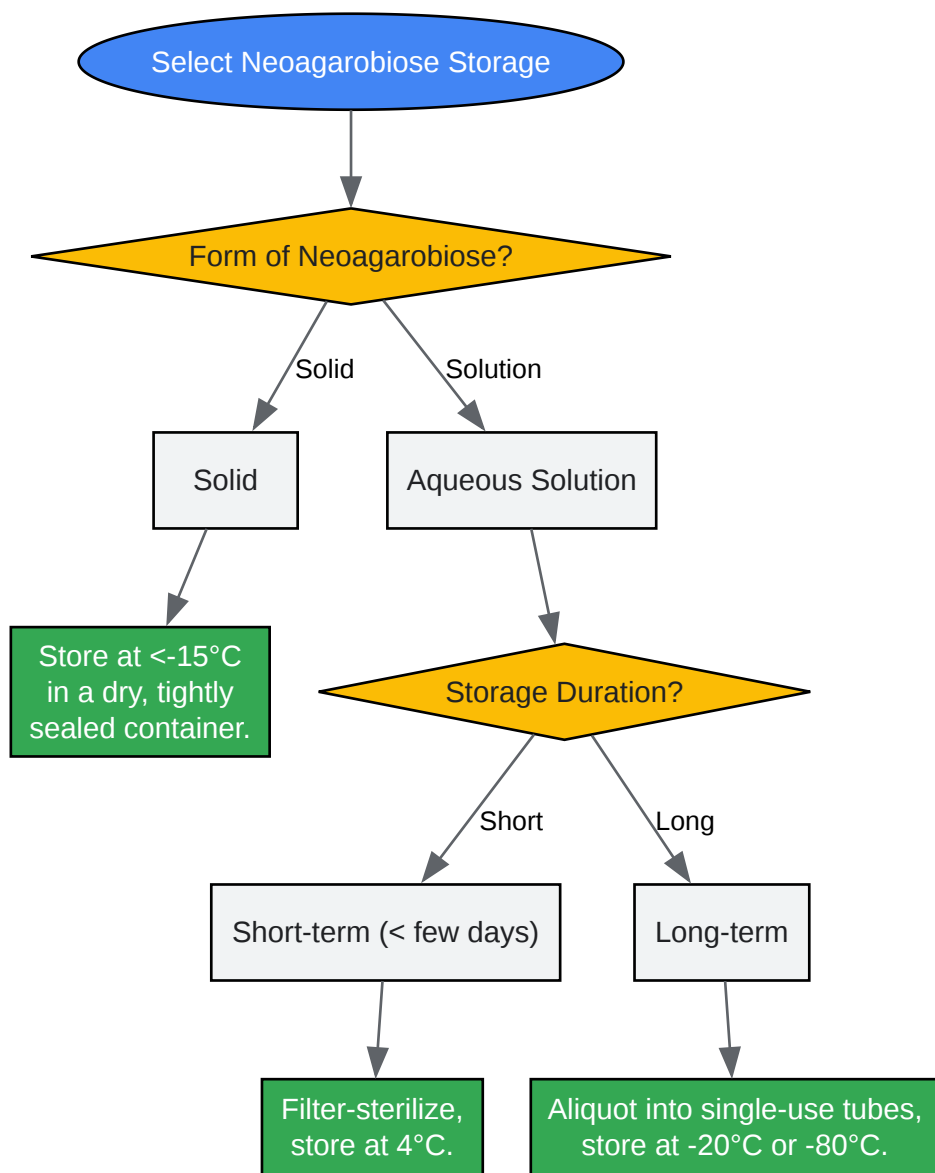 Select Neoagarobiose Storage
Form of Neoagarobiose?
Solid
Solution
Solid
Aqueous Solution
Store at <-15°C
in a dry, tightly
sealed container.
Storage Duration?
Short
Long
Short-term (< few days)
Long-term
Filter-sterilize,
store at 4°C.
Aliquot into single-use tubes,
store at -20°C or -80°C.